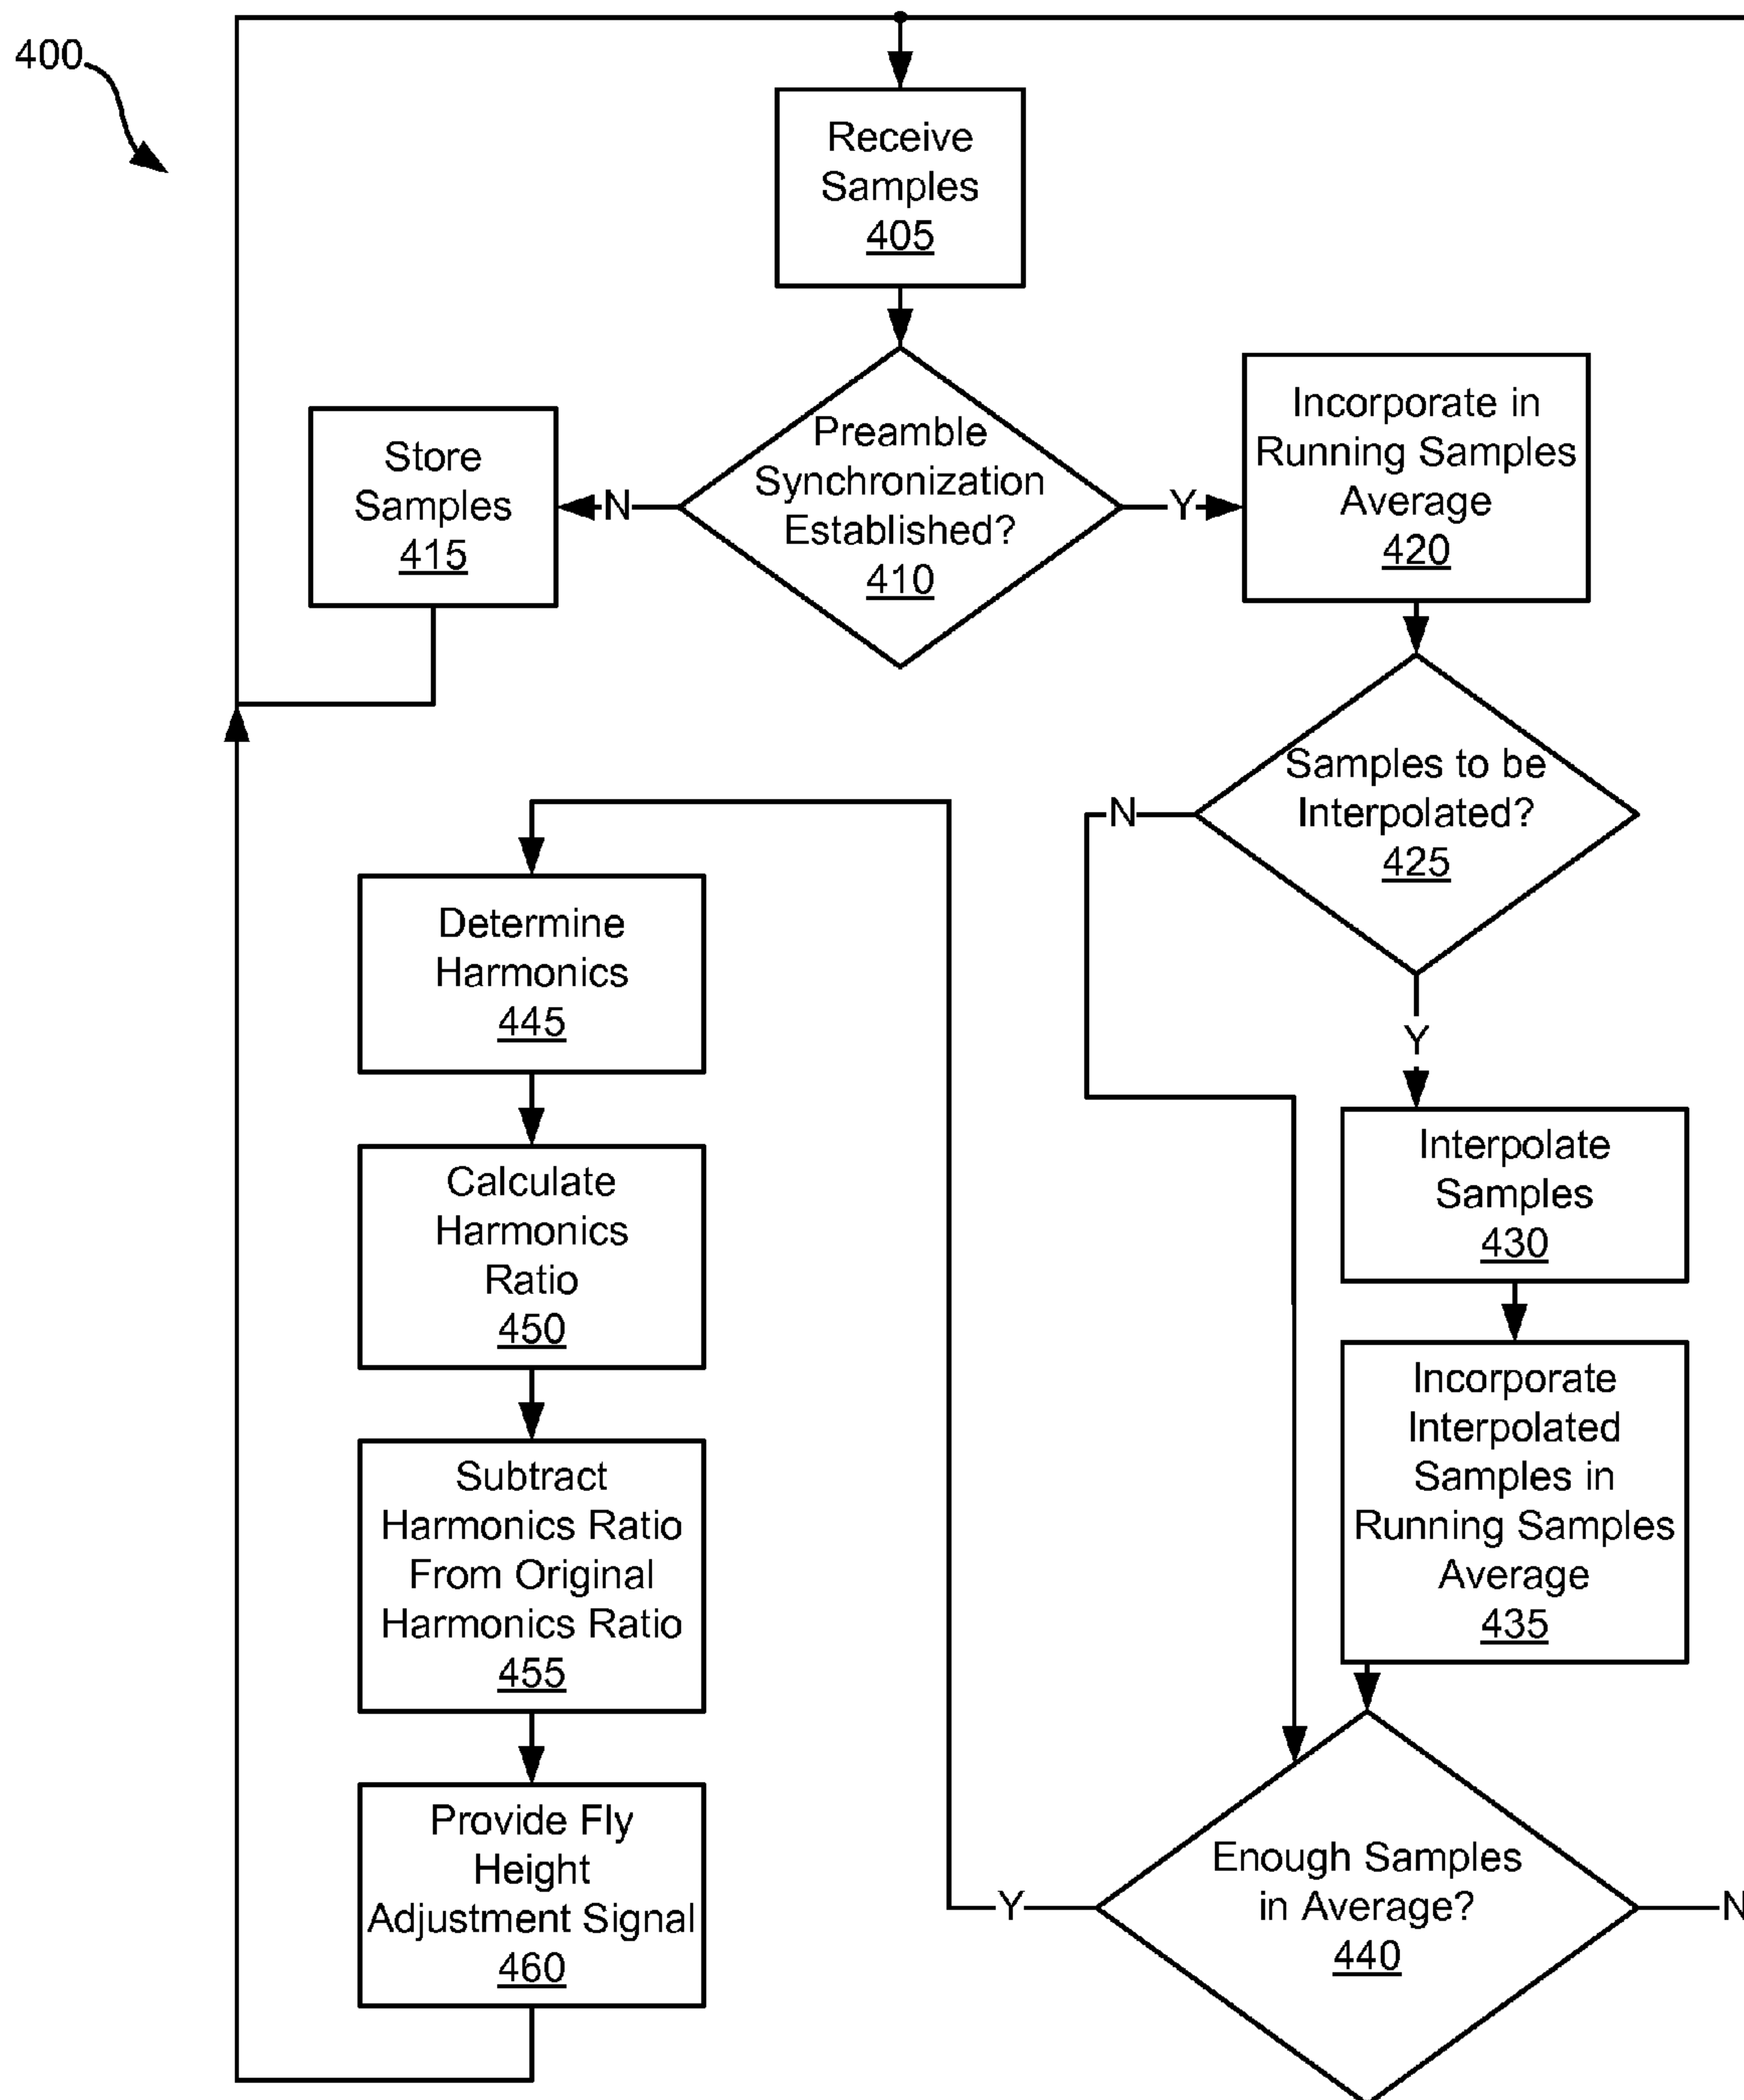 400
Receive
Samples
405
Preamble
Synchronization
Established?
410
N
Y
Store
Samples
415
Incorporate in
Running Samples
Average
420
Samples to be
Interpolated?
425
N
Y
Interpolate
Samples
430
Incorporate
Interpolated
Samples in
Running Samples
Average
435
Enough Samples
in Average?
440
Y
N
Determine
Harmonics
445
Calculate
Harmonics
Ratio
450
Subtract
Harmonics Ratio
From Original
Harmonics Ratio
455
Provide Fly
Height
Adjustment Signal
460